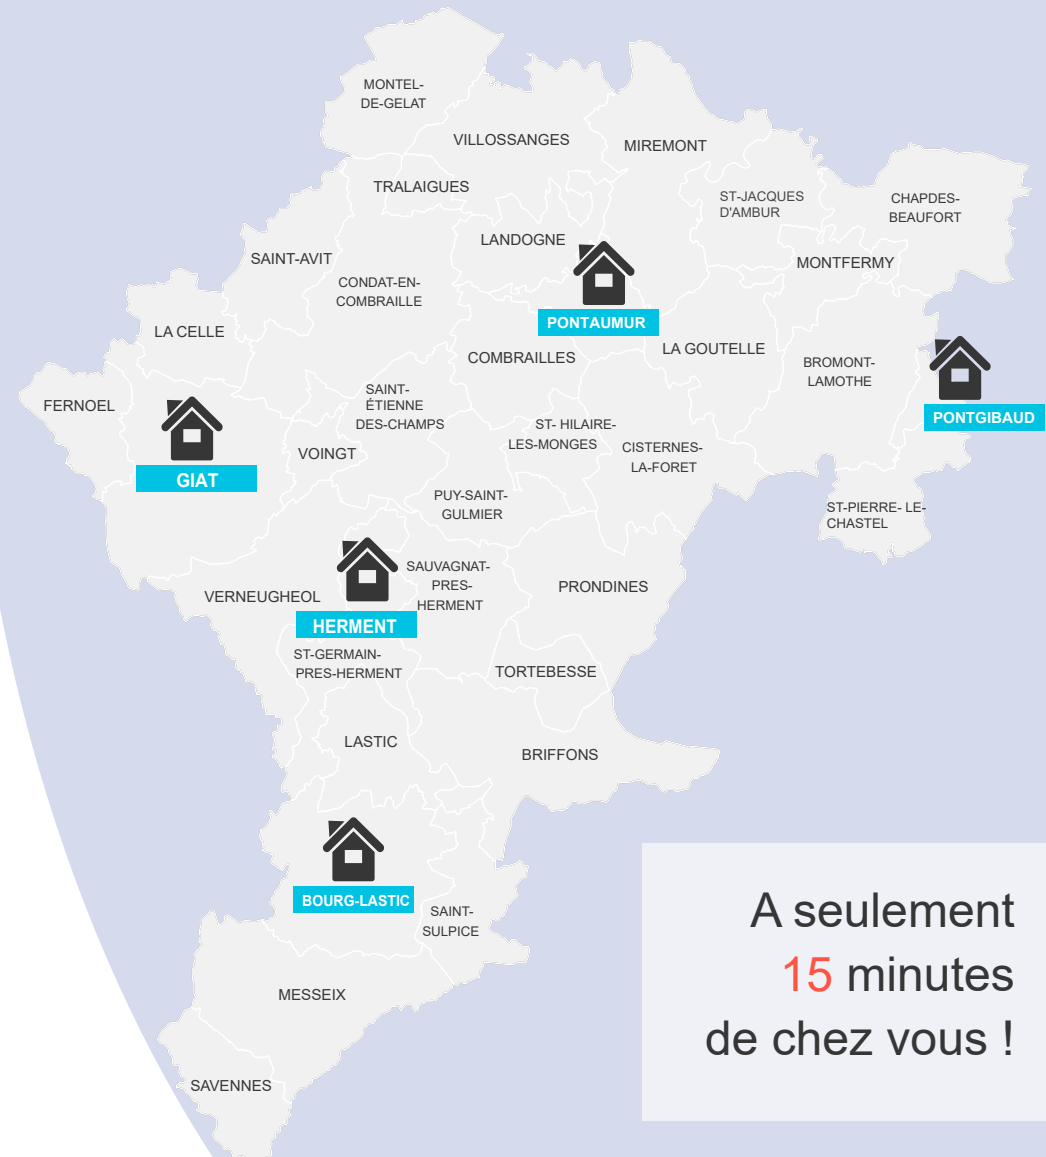 MONTEL-
DE-GELAT
VILLOSSANGES
MIREMONT
TRALAIGUES
ST-JACQUES
D'AMBUR
CHAPDES-
BEAUFORT
LANDOGNE
SAINT-AVIT
MONTFERMY
CONDAT-EN-
COMBRAILLE
PONTAUMUR
LA CELLE
COMBRAILLES
LA GOUTELLE
BROMONT-
LAMOTHE
FERNOEL
SAINT-
ÉTIENNE
DES-CHAMPS
PONTGIBAUD
ST- HILAIRE-
LES-MONGES
CISTERNES-
LA-FORET
VOINGT
GIAT
PUY-SAINT-
GULMIER
ST-PIERRE- LE-
CHASTEL
SAUVAGNAT-
PRES-
HERMENT
PRONDINES
VERNEUGHEOL
HERMENT
ST-GERMAIN-
PRES-HERMENT
TORTEBESSE
LASTIC
BRIFFONS
BOURG-LASTIC
SAINT-
SULPICE
MESSEIX
SAVENNES
A seulement
15 minutes
de chez vous !